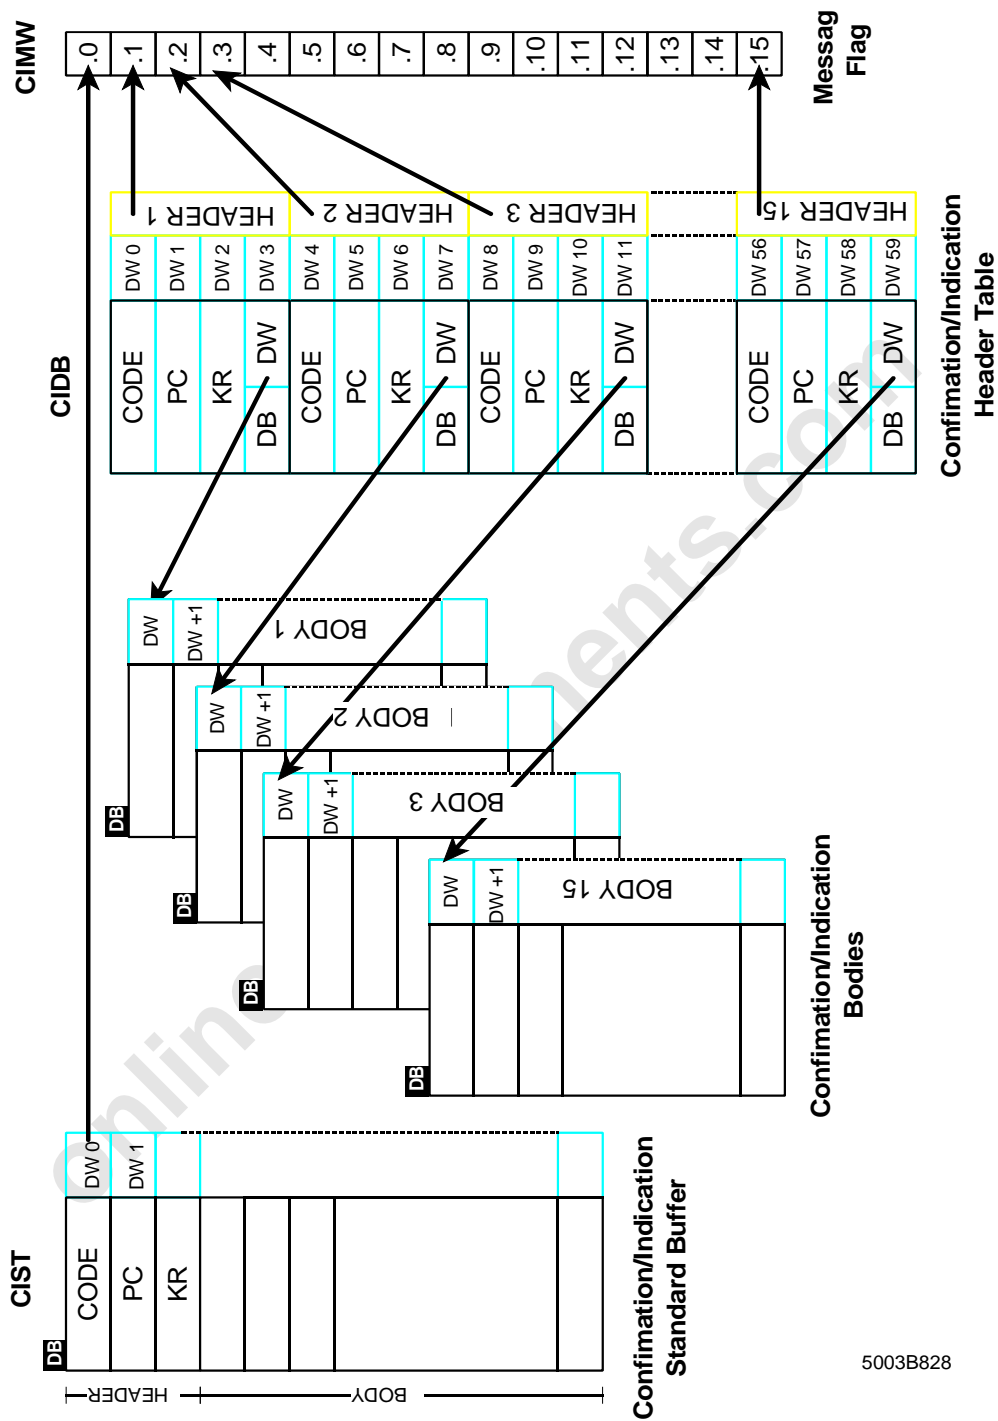 CIST
DB
CODE
PC
KR
DW 0
DW 1
HEADER
BODY
Confimation/Indication
Standard Buffer
DB
DW
DW +1
BODY 1
DB
DW
DW +1
BODY 2
DB
DW
DW +1
BODY 3
DB
DW
DW +1
BODY 15
Confimation/Indication
Bodies
CIDB
CODE
DW 0
PC
DW 1
KR
DW 2
DB DW
DW 3
HEADER 1
CODE
DW 4
PC
DW 5
KR
DW 6
DB DW
DW 7
HEADER 2
CODE
DW 8
PC
DW 9
KR
DW 10
DB DW
DW 11
HEADER 3
CODE
DW 56
PC
DW 57
KR
DW 58
DB DW
DW 59
HEADER 15
Confimation/Indication
Header Table
CIMW
.0
.1
.2
.3
.4
.5
.6
.7
.8
.9
.10
.11
.12
.13
.14
.15
Messag
Flag
5003B828